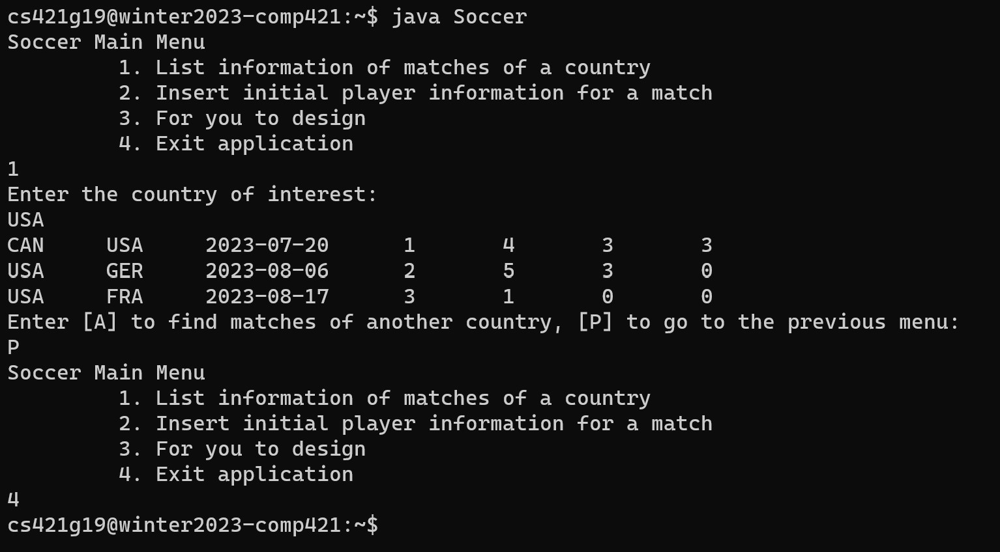 cs421g19@winter2023-comp421:~$ java Soccer
Soccer Main Menu
         1. List information of matches of a country
         2. Insert initial player information for a match
         3. For you to design
         4. Exit application
1
Enter the country of interest:
USA
CAN     USA     2023-07-20      1       4       3       3
USA     GER     2023-08-06      2       5       3       0
USA     FRA     2023-08-17      3       1       0       0
Enter [A] to find matches of another country, [P] to go to the previous menu:
P
Soccer Main Menu
         1. List information of matches of a country
         2. Insert initial player information for a match
         3. For you to design
         4. Exit application
4
cs421g19@winter2023-comp421:~$